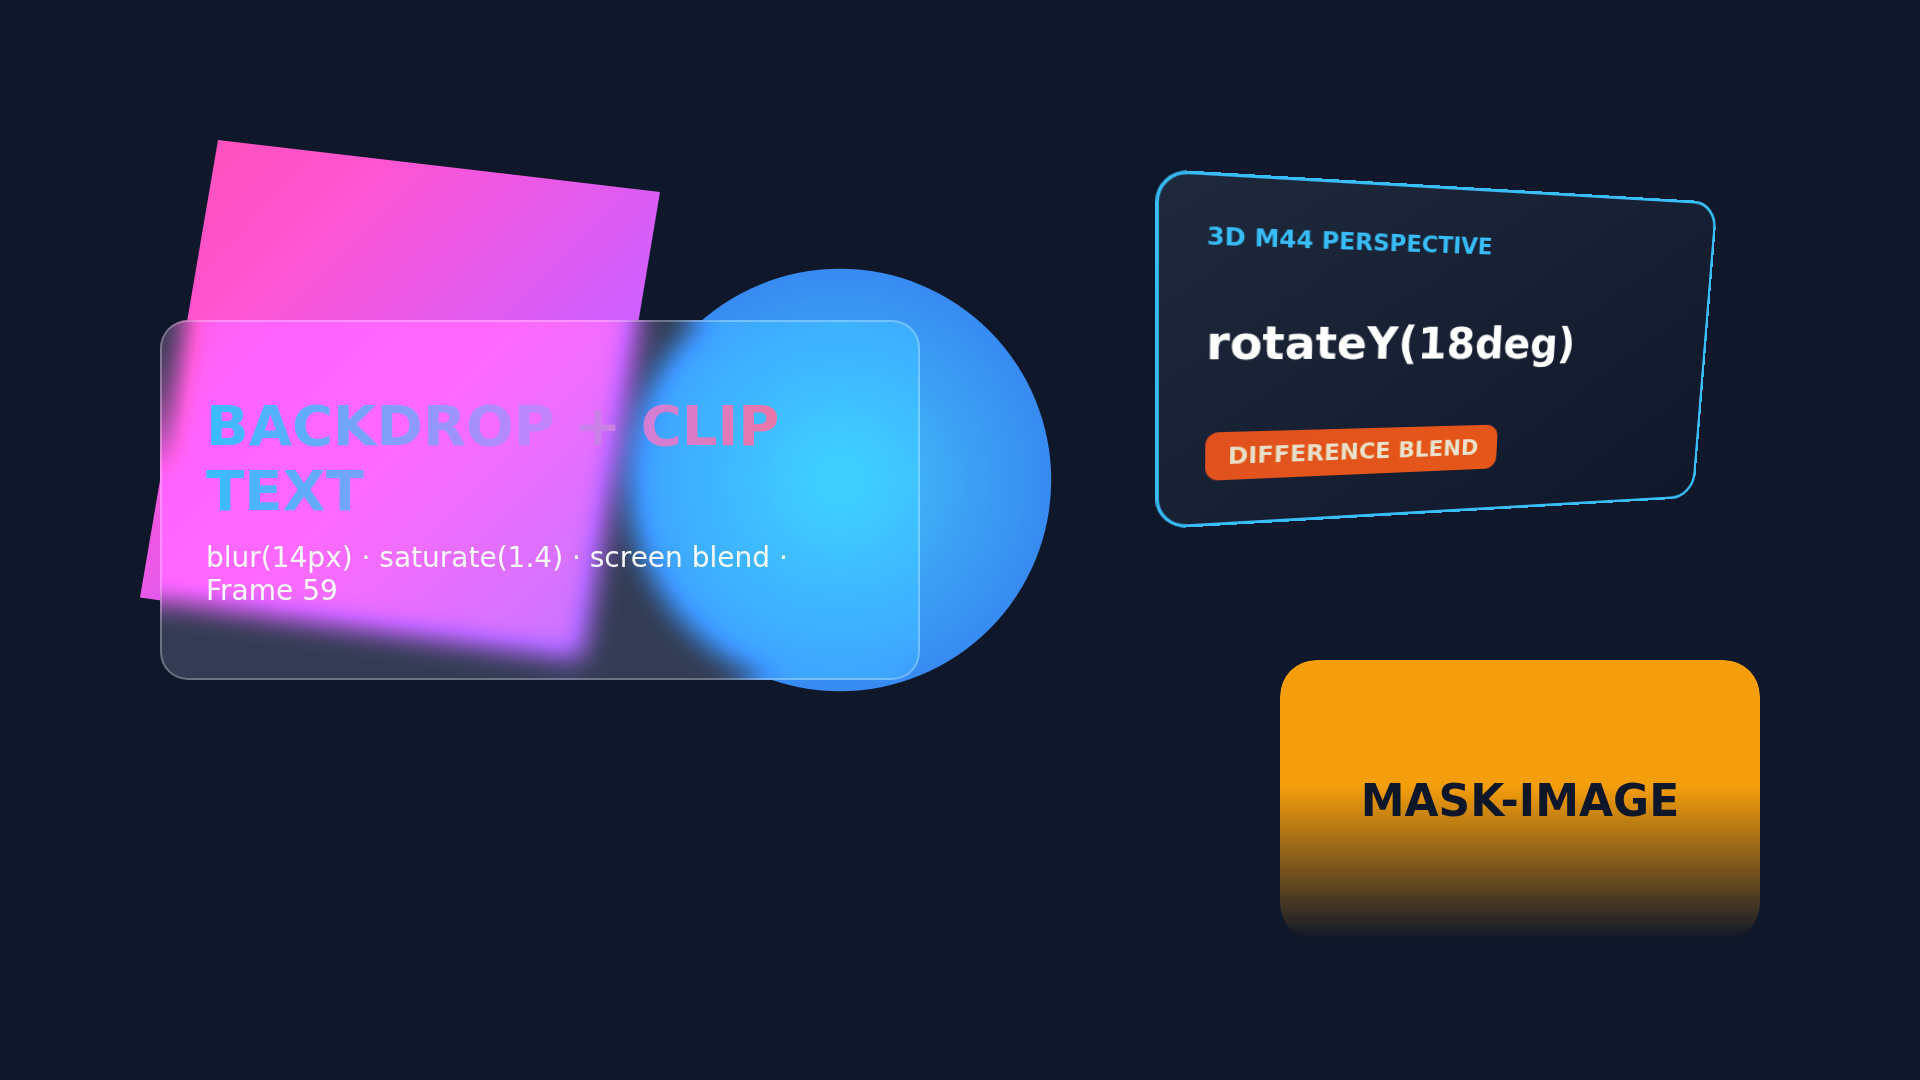 BACKDROP + CLIP
TEXT
blur(14px) · saturate(1.4) · screen blend ·
Frame 59
3D M44 PERSPECTIVE
rotateY(18deg)
DIFFERENCE BLEND
MASK-IMAGE